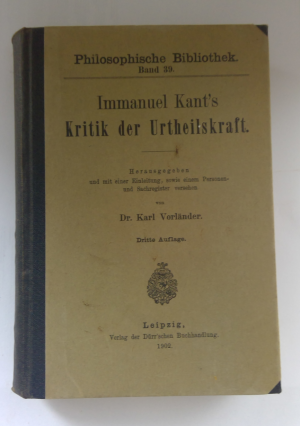 Philosophische Bibliothek.
Band 39.
Immanuel Kant's
Kritik der Urtheilskraft.
Herausgegeben
und mit einer Einleitung, sowie einem Personen-
und Sachregister versehen
von
Dr. Karl Vorländer.
Dritte Auflage.
Leipzig.
Verlag der Dürr'schen Buchhandlung.
1902.